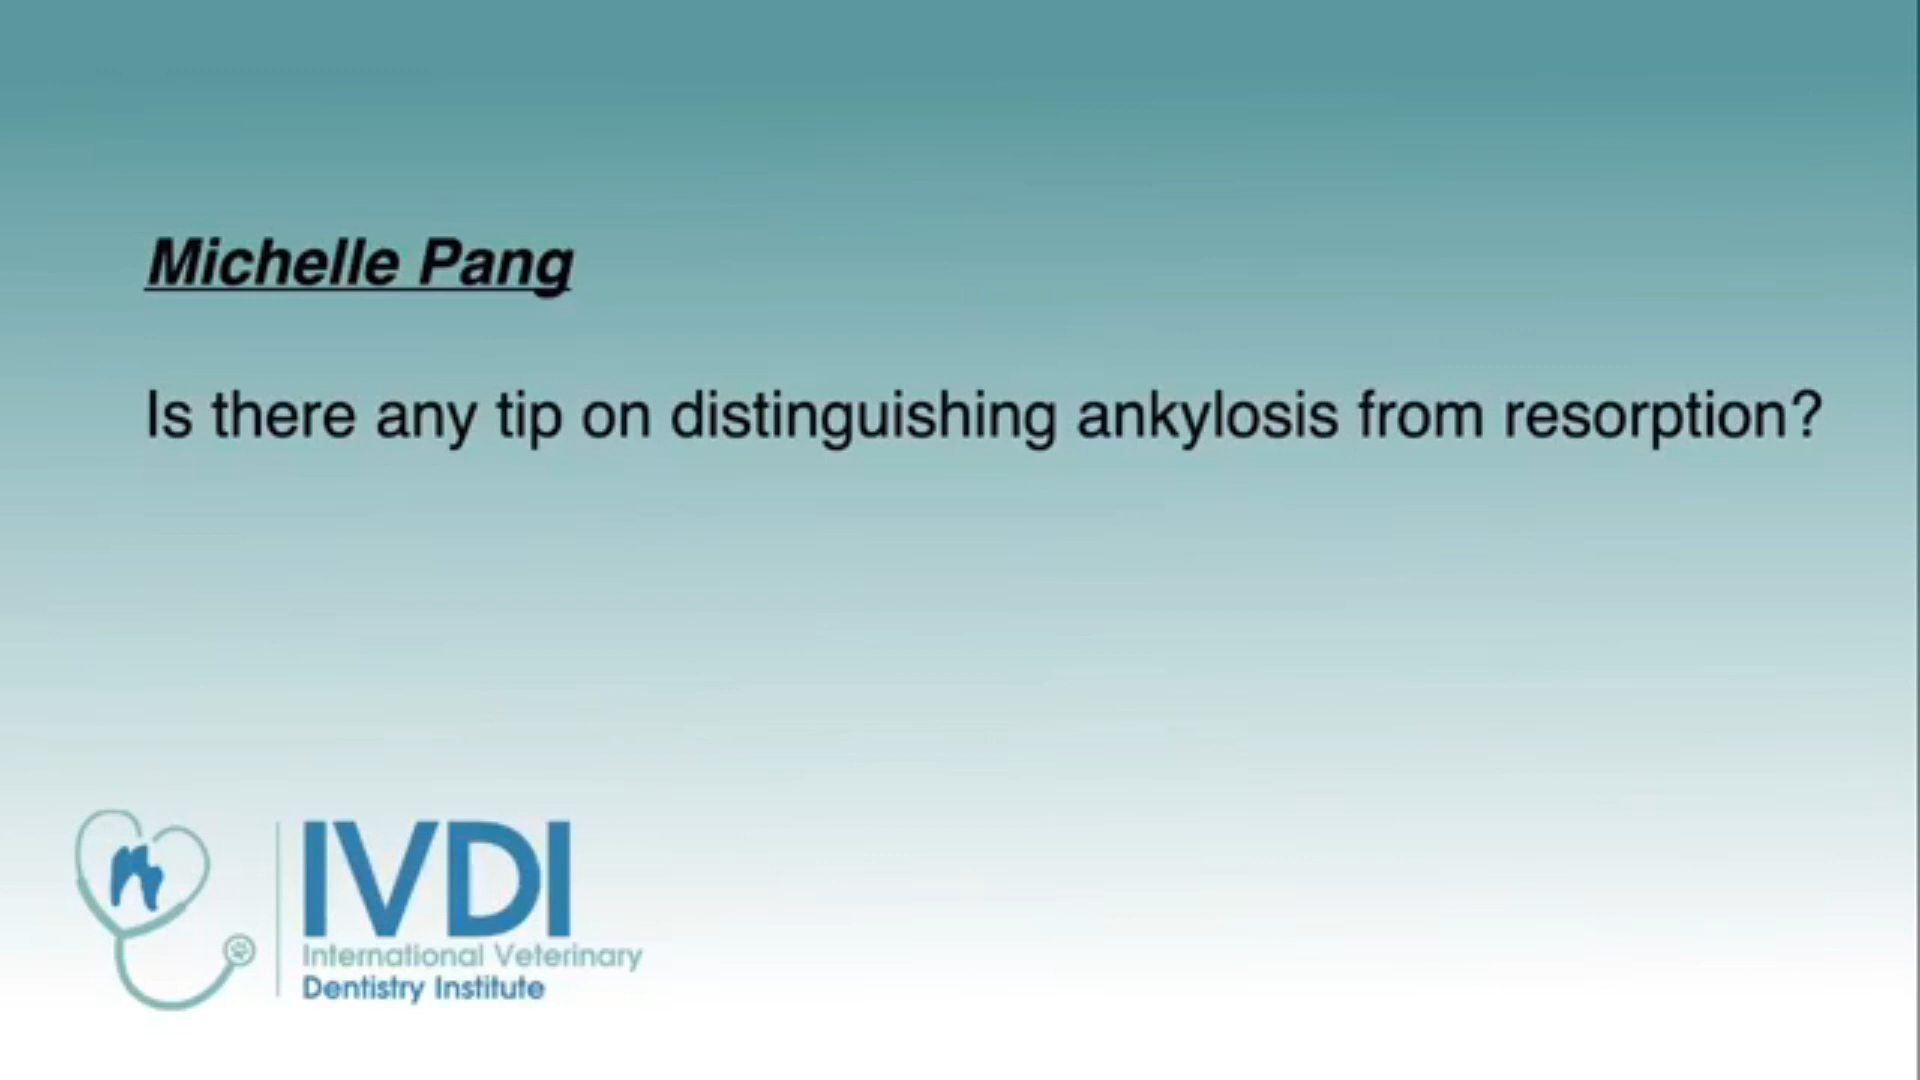 Michelle Pang
Is there any tip on distinguishing ankylosis from resorption?
IVDI
International Veterinary
Dentistry Institute